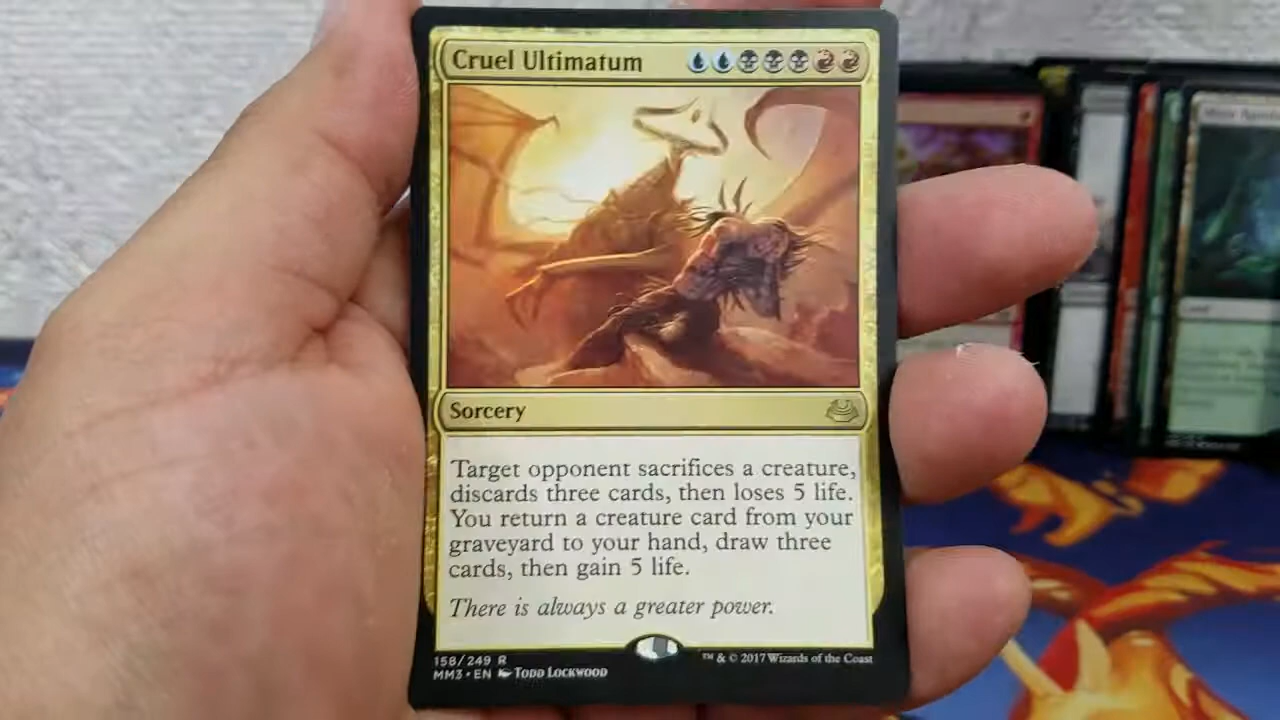 Cruel Ultimatum
Sorcery
Target opponent sacrifices a creature,
discards three cards, then loses 5 life.
You return a creature card from your
graveyard to your hand, draw three
cards, then gain 5 life.
There is always a greater power.
158/249 R
™ & © 2017 Wizards of the Coast
MM3 • EN Todd Lockwood